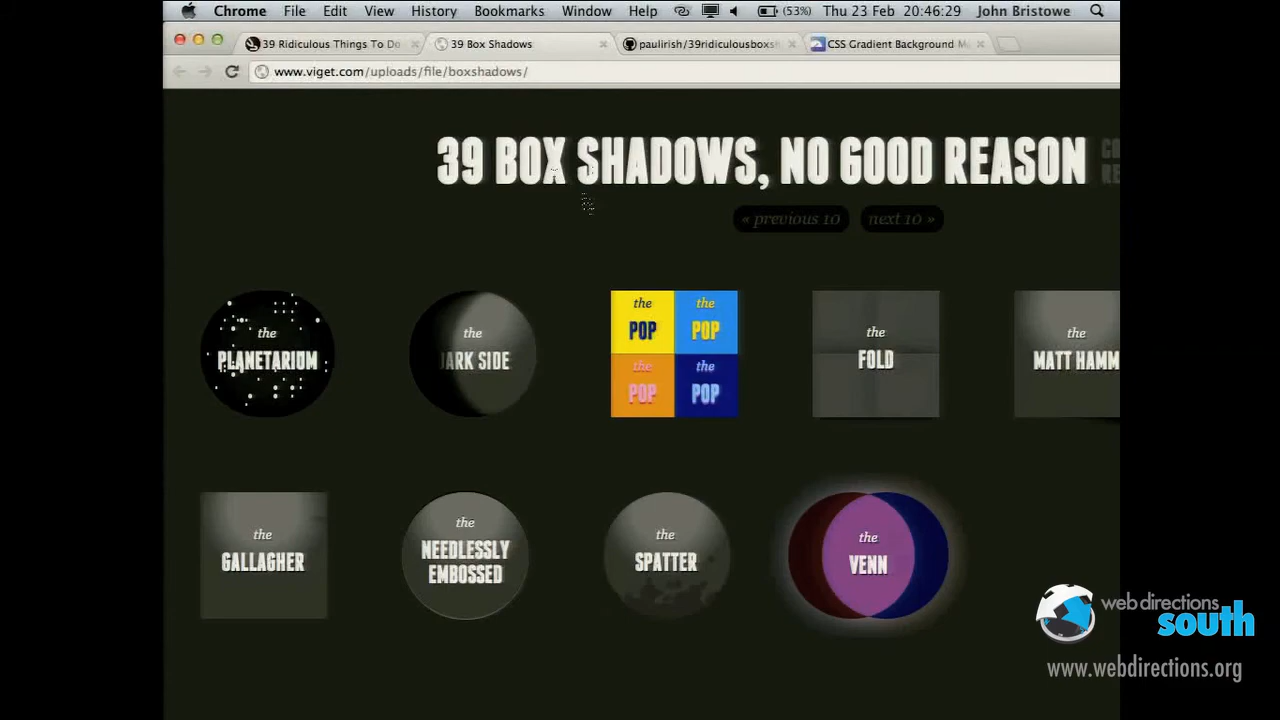 Chrome File Edit View History Bookmarks Window Help (53%) Thu 23 Feb 20:46:29 John Bristowe
39 Ridiculous Things To Do 39 Box Shadows paulirish/39ridiculousboxsh CSS Gradient Background M
www.viget.com/uploads/file/boxshadows/
39 BOX SHADOWS, NO GOOD REASON
« previous 10 next 10 »
the PLANETARIUM
the DARK SIDE
the POP
the POP
the POP
the POP
the FOLD
the MATT HAMM
the GALLAGHER
the NEEDLESSLY EMBOSSED
the SPATTER
the VENN
web directions
south
www.webdirections.org